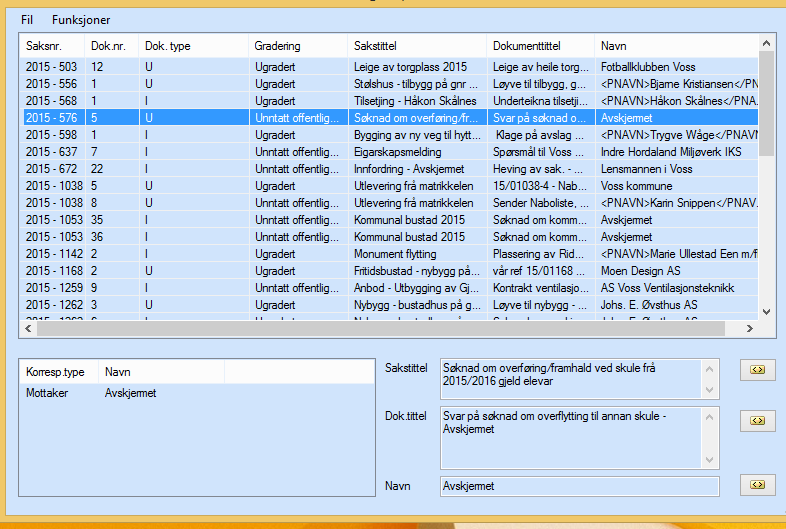 Fil Funksjoner
Saksnr. Dok.nr. Dok. type Gradering Sakstittel Dokumenttittel Navn
2015 - 503 12 U Ugradert Leige av torgplass 2015 Leige av heile torg... Fotballklubben Voss
2015 - 556 1 U Ugradert Stølshus - tilbygg på gnr ... Løyve til tilbygg, g... <PNAVN>Bjarne Kristiansen</P
2015 - 568 1 I Ugradert Tilsetjing - Håkon Skålnes Underteikna tilsetji... <PNAVN>Håkon Skålnes</PNA.
2015 - 576 5 U Unntatt offentlig... Søknad om overføring/fr... Svar på søknad o... Avskjermet
2015 - 598 1 I Ugradert Bygging av ny veg til hytt... Klage på avslag <PNAVN>Trygve Wåge</PNAVN
2015 - 637 7 I Unntatt offentlig... Eigarskapsmelding Spørsmål til Voss ... Indre Hordaland Miljøverk IKS
2015 - 672 22 I Unntatt offentlig... Innfordring - Avskjermet Heving av sak. - ... Lensmannen i Voss
2015 - 1038 5 U Ugradert Utlevering frå matrikkelen 15/01038-4 - Nab... Voss kommune
2015 - 1038 8 U Ugradert Utlevering frå matrikkelen Sender Naboliste, ... <PNAVN>Karin Snippen</PNAV.
2015 - 1053 35 I Unntatt offentlig... Kommunal bustad 2015 Søknad om komm... Avskjermet
2015 - 1053 36 I Unntatt offentlig... Kommunal bustad 2015 Søknad om komm... Avskjermet
2015 - 1142 2 I Ugradert Monument flytting Plassering av Rid... <PNAVN>Marie Ullestad Een m/f
2015 - 1168 2 U Ugradert Fritidsbustad - nybygg på... vår ref 15/01168 ... Moen Design AS
2015 - 1259 9 I Unntatt offentlig... Anbod - Utbygging av Gj... Kontrakt ventilasjo... AS Voss Ventilasjonsteknikk
2015 - 1262 3 U Ugradert Nybygg - bustadhus på g... Løyve til nybygg - ... Johs. E. Øvsthus AS
Korresp.type Navn
Mottaker Avskjermet
Sakstittel Søknad om overføring/framhald ved skule frå
2015/2016 gjeld elevar
Dok.tittel Svar på søknad om overflytting til annan skule -
Avskjermet
Navn Avskjermet